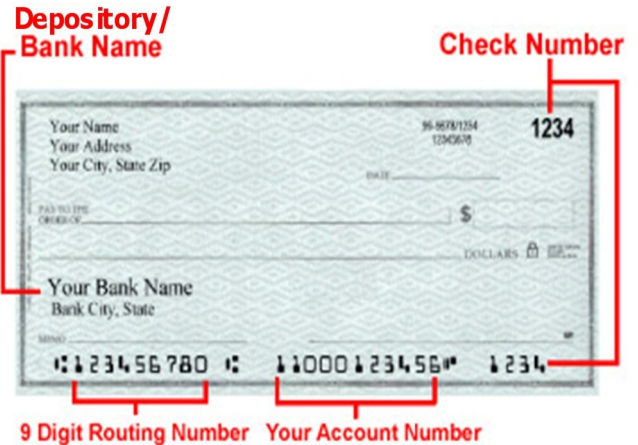 Depository/
Bank Name
Check Number
Your Name
Your Address
Your City, State Zip
1234
DATE
PAY TO THE
ORDER OF
$
DOLLARS
Your Bank Name
Bank City, State
MEMO
⑆123456780⑆ 11000123456⑈ 1234
9 Digit Routing Number Your Account Number